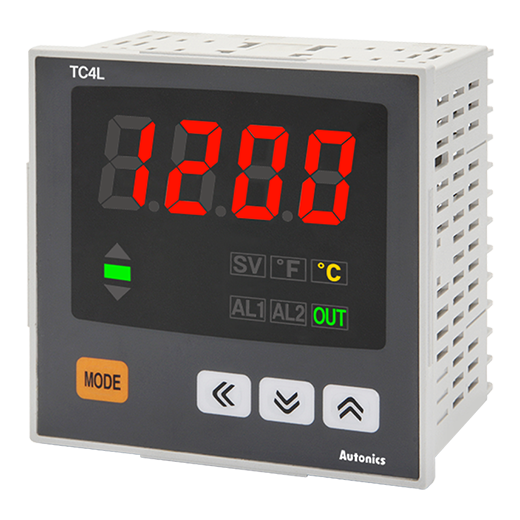 TC4L
1200
SV °F °C
AL1 AL2 OUT
MODE
Autonics